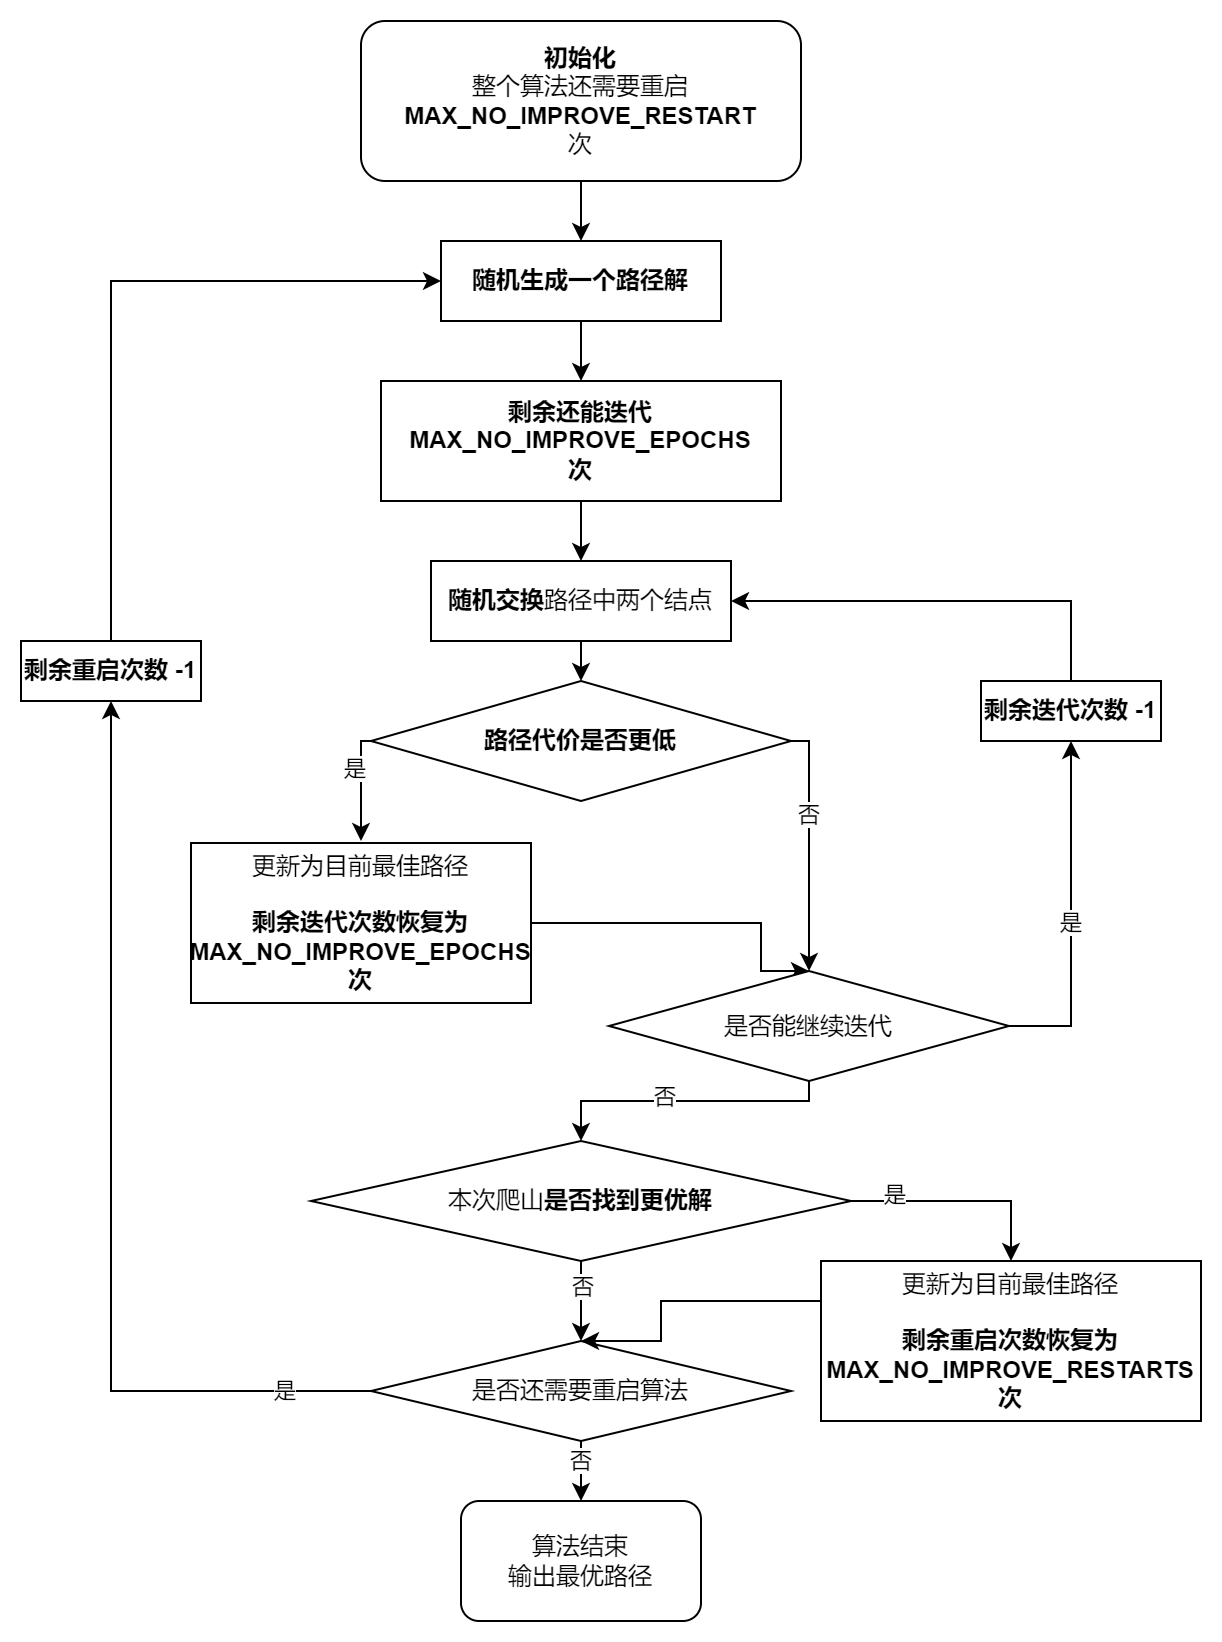 初始化
整个算法还需要重启
MAX_NO_IMPROVE_RESTART
次
随机生成一个路径解
剩余还能迭代
MAX_NO_IMPROVE_EPOCHS
次
随机交换路径中两个结点
剩余重启次数 -1
剩余迭代次数 -1
路径代价是否更低
是
否
更新为目前最佳路径
剩余迭代次数恢复为
MAX_NO_IMPROVE_EPOCHS
次
是
是否能继续迭代
否
本次爬山是否找到更优解
是
否
更新为目前最佳路径
剩余重启次数恢复为
MAX_NO_IMPROVE_RESTARTS
次
是否还需要重启算法
是
否
算法结束
输出最优路径